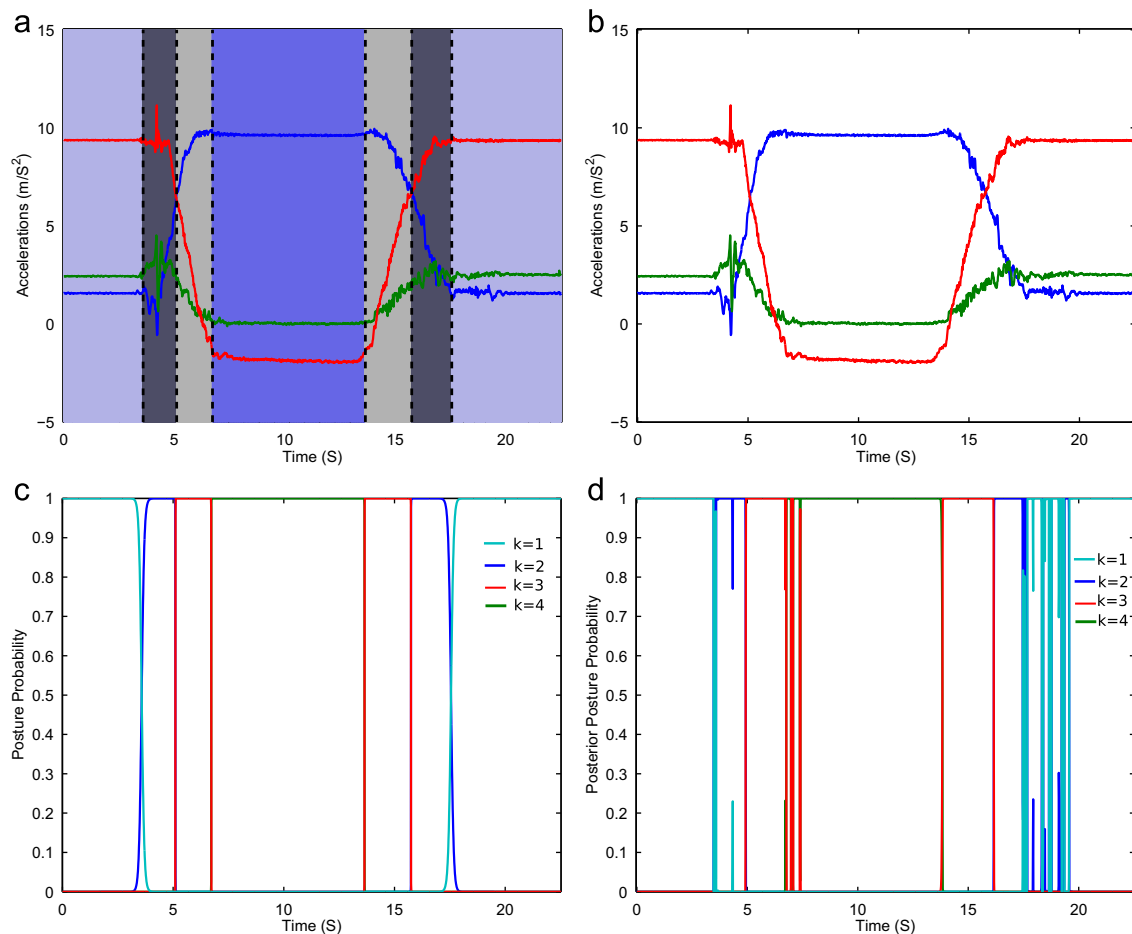 a
15
10
5
0
−5
Accelerations (m/S²)
0 5 10 15 20
Time (S)
b
15
10
5
0
−5
Accelerations (m/S²)
0 5 10 15 20
Time (S)
c
1
0.9
0.8
0.7
0.6
0.5
0.4
0.3
0.2
0.1
0
Posture Probability
k=1
k=2
k=3
k=4
0 5 10 15 20
Time (S)
d
1
0.9
0.8
0.7
0.6
0.5
0.4
0.3
0.2
0.1
0
Posterior Posture Probability
k=1
k=2
k=3
k=4
0 5 10 15 20
Time (S)